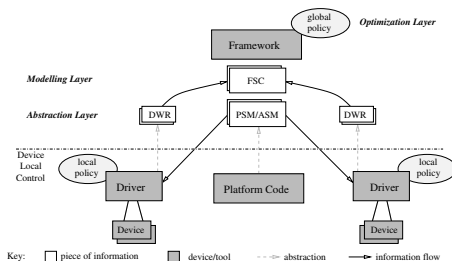 global
policy
Optimization Layer
Framework
Modelling Layer
FSC
Abstraction Layer
DWR
PSM/ASM
DWR
Device
Local
Control
local
policy
local
policy
Driver
Platform Code
Driver
Device
Device
Key: piece of information device/tool abstraction information flow